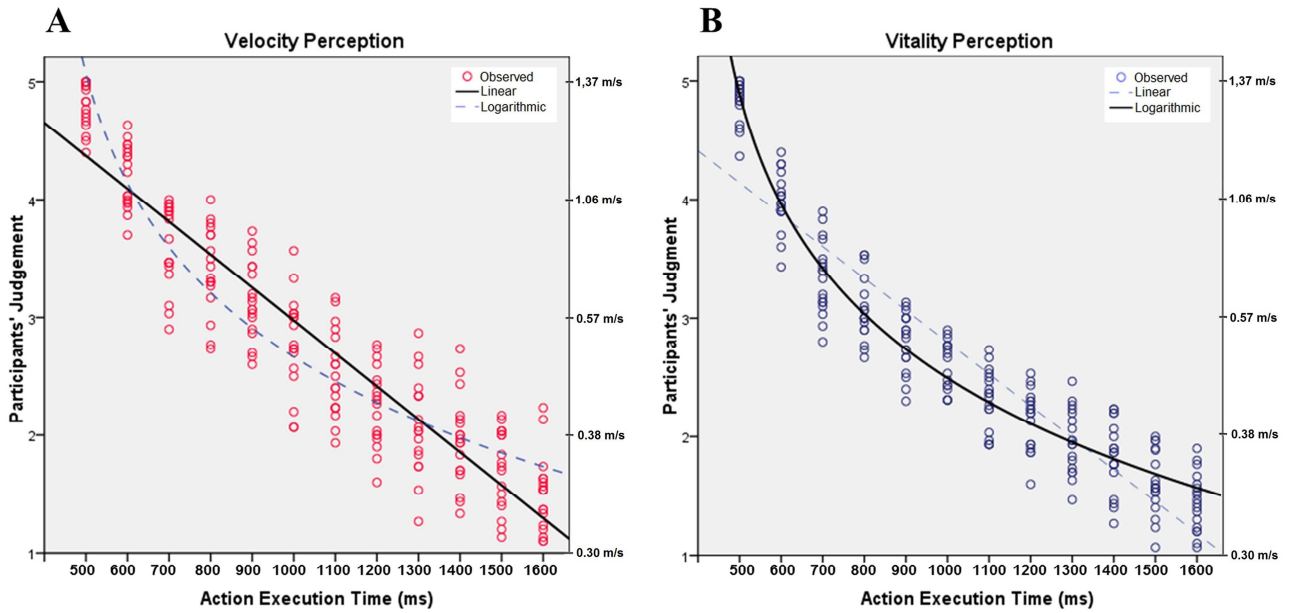 A
Velocity Perception
Observed
Linear
Logarithmic
5
4
3
2
1
Participants' Judgement
1,37 m/s
1.06 m/s
0.57 m/s
0.38 m/s
0.30 m/s
500 600 700 800 900 1000 1100 1200 1300 1400 1500 1600
Action Execution Time (ms)
B
Vitality Perception
Observed
Linear
Logarithmic
5
4
3
2
1
Participants' Judgment
1,37 m/s
1.06 m/s
0.57 m/s
0.38 m/s
0.30 m/s
500 600 700 800 900 1000 1100 1200 1300 1400 1500 1600
Action Execution Time (ms)